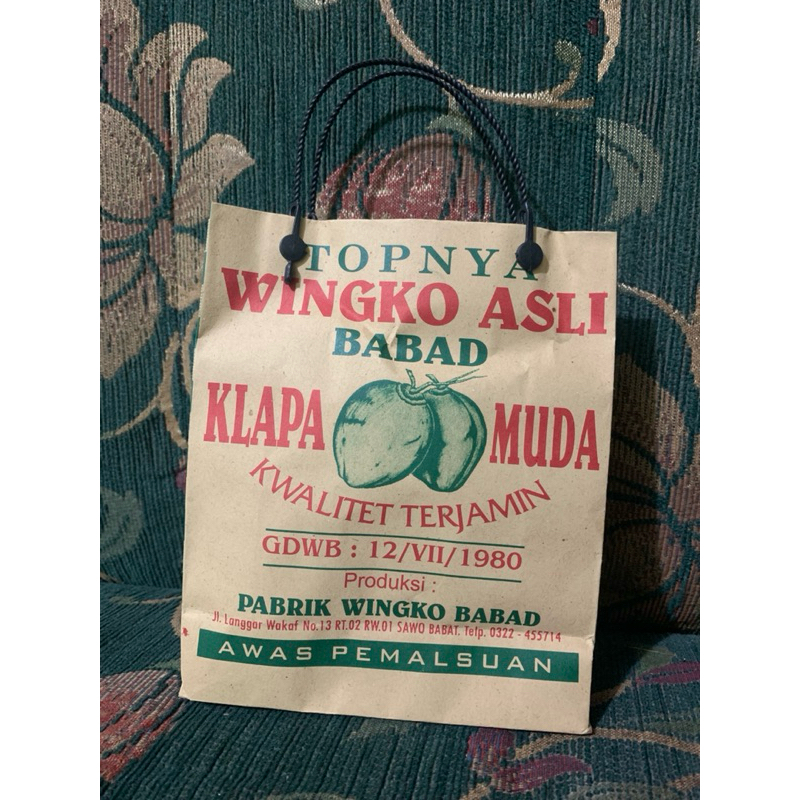 TOPNYA
WINGKO ASLI
BABAD
KLAPA MUDA
KWALITET TERJAMIN
GDWB : 12/VII/1980
Produksi :
PABRIK WINGKO BABAD
Jl. Langgar Wakaf No.13 RT.02 RW.01 SAWO BABAT. Telp. 0322 - 455714
AWAS PEMALSUAN